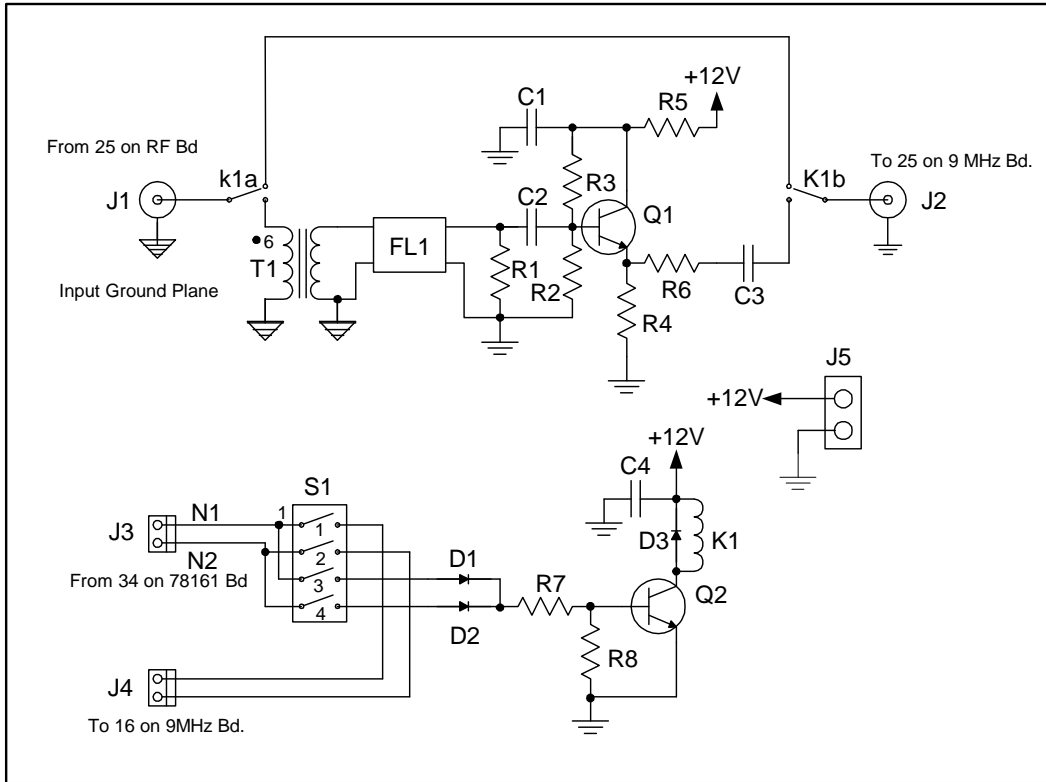 +12V
C1
R5
From 25 on RF Bd
To 25 on 9 MHz Bd.
k1a
K1b
R3
C2
J1
Q1
J2
6
FL1
T1
R1
R2
R6
C3
Input Ground Plane
R4
J5
+12V
+12V
C4
S1
1
N1
1
J3
D3
K1
2
N2
D1
From 34 on 78161 Bd
3
R7
Q2
4
D2
R8
J4
To 16 on 9MHz Bd.